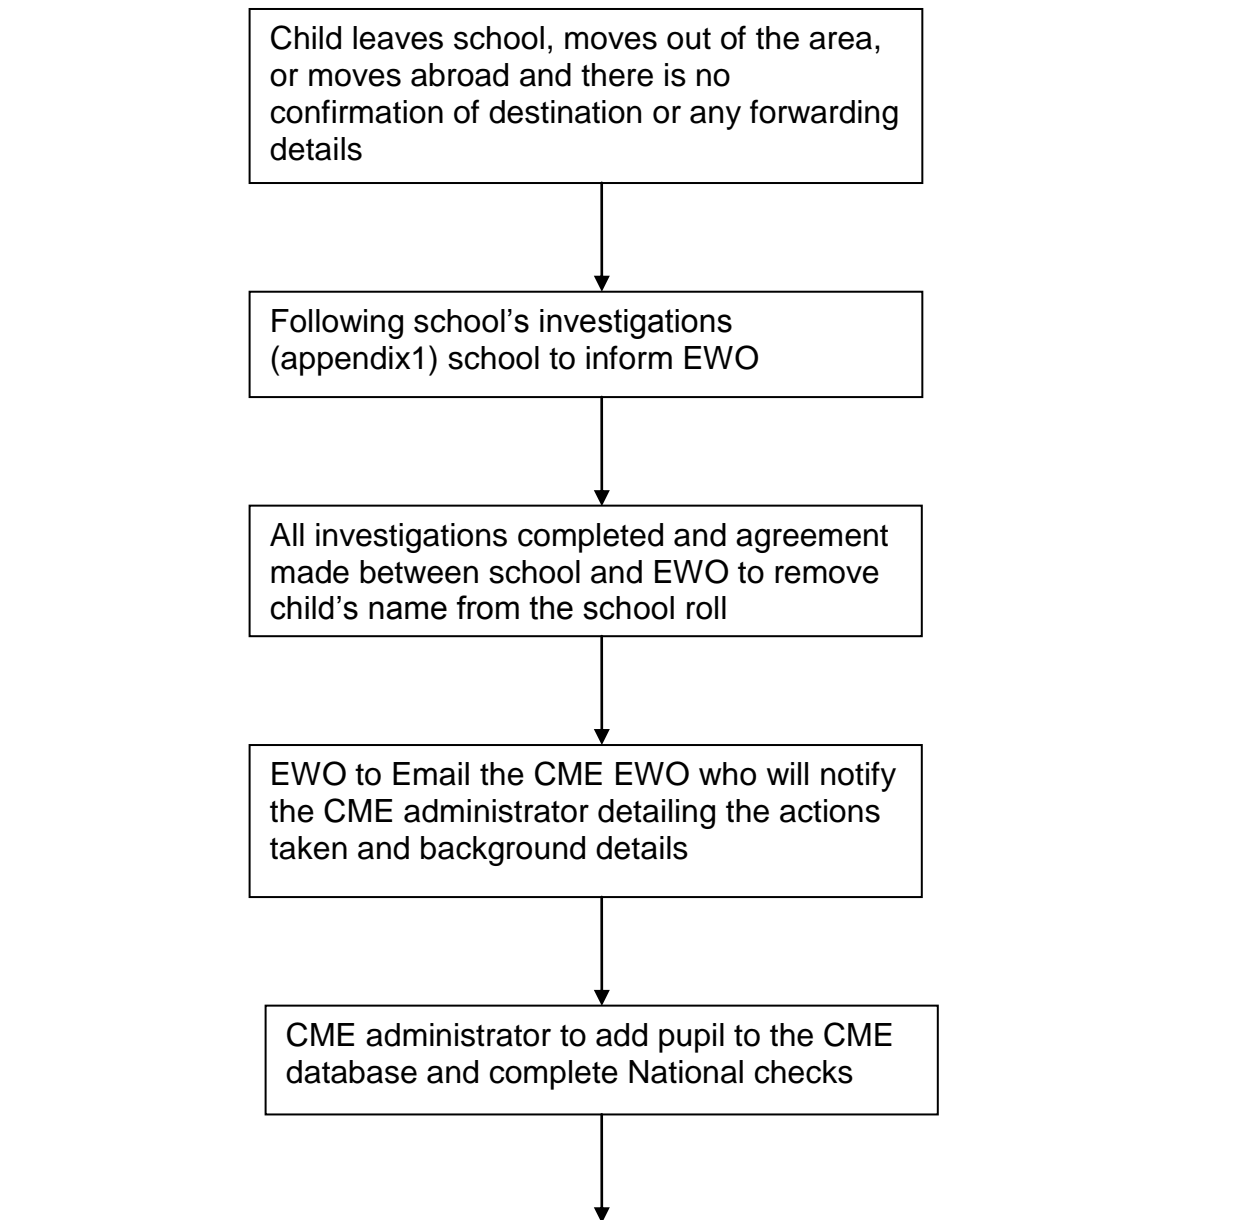 Child leaves school, moves out of the area,
or moves abroad and there is no
confirmation of destination or any forwarding
details
Following school’s investigations
(appendix1) school to inform EWO
All investigations completed and agreement
made between school and EWO to remove
child’s name from the school roll
EWO to Email the CME EWO who will notify
the CME administrator detailing the actions
taken and background details
CME administrator to add pupil to the CME
database and complete National checks